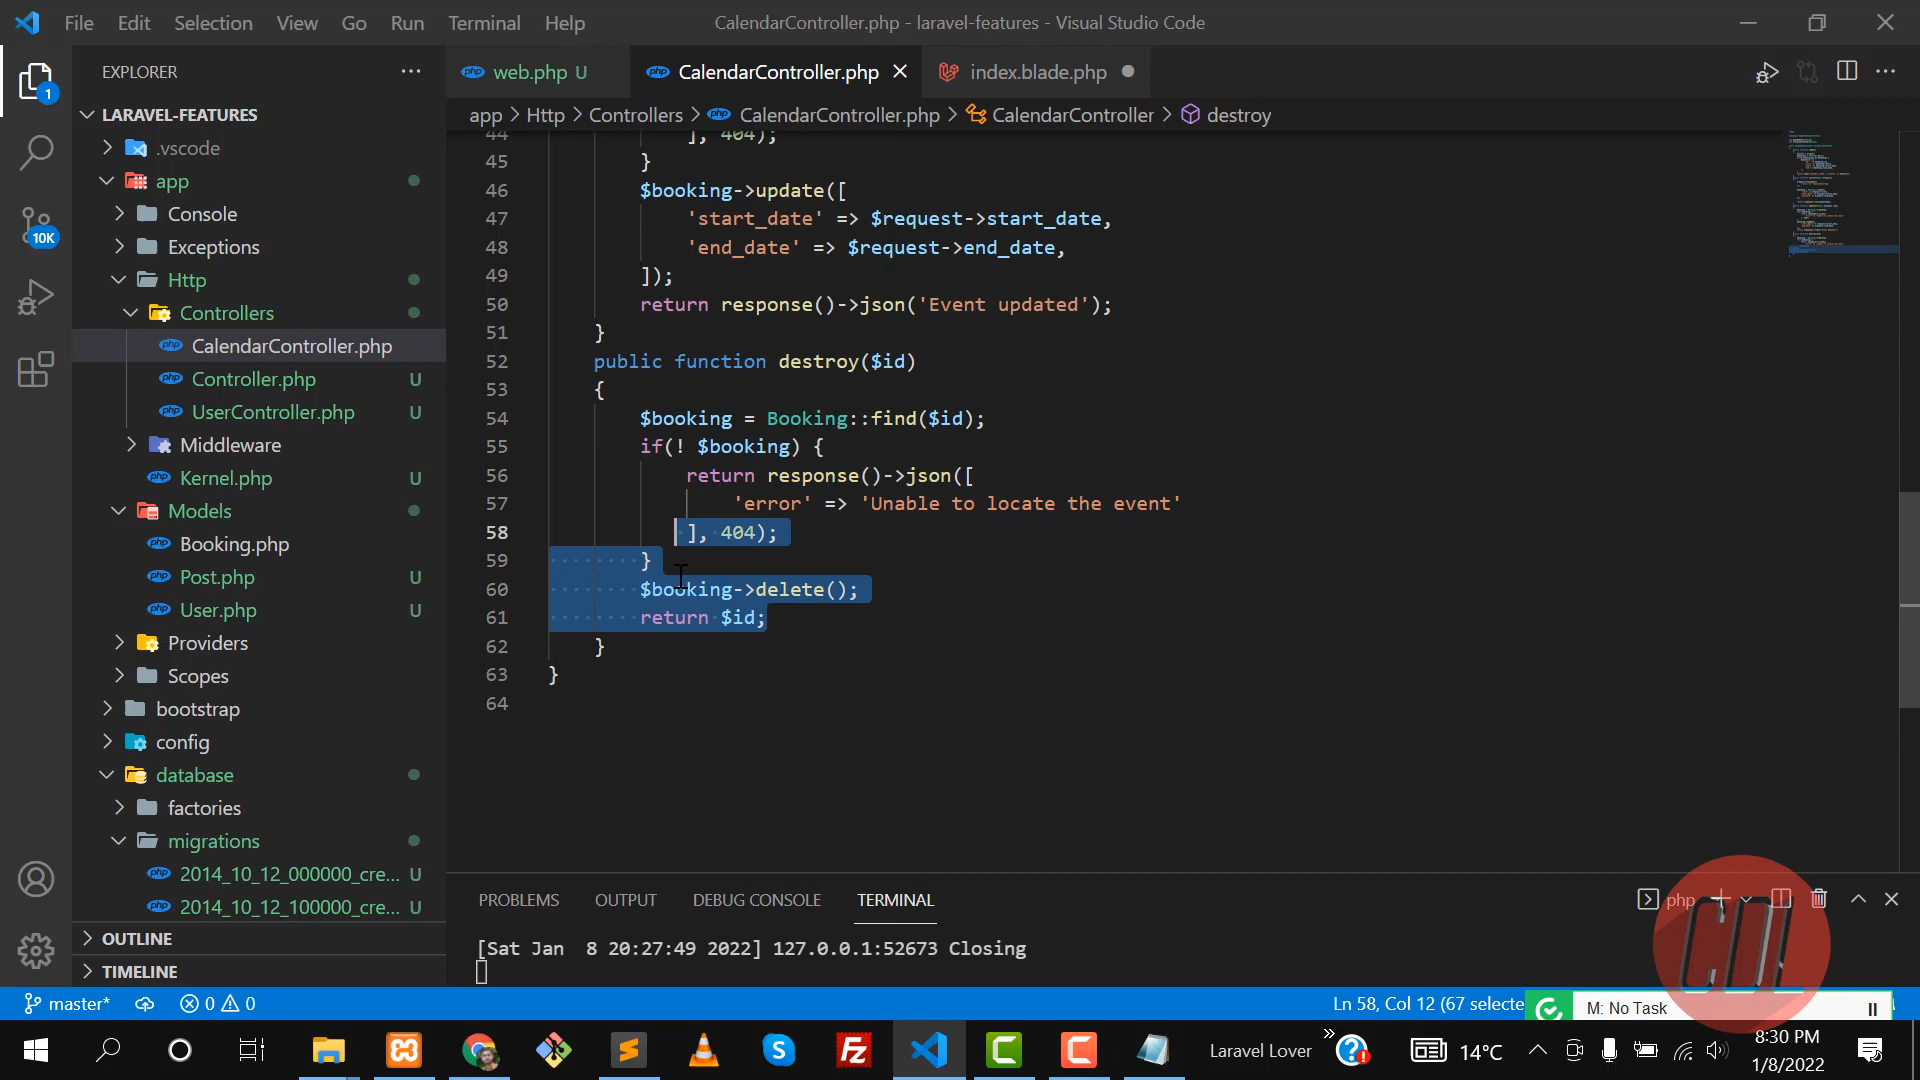 File Edit Selection View Go Run Terminal Help
CalendarController.php - laravel-features - Visual Studio Code
EXPLORER
web.php U
CalendarController.php
index.blade.php
app > Http > Controllers > CalendarController.php > CalendarController > destroy
1
10K
LARAVEL-FEATURES
.vscode
app
Console
Exceptions
Http
Controllers
CalendarController.php
Controller.php U
UserController.php U
Middleware
Kernel.php U
Models
Booking.php
Post.php U
User.php U
Providers
Scopes
bootstrap
config
database
factories
migrations
2014_10_12_000000_cre... U
2014_10_12_100000_cre... U
OUTLINE
TIMELINE
44 ], 404);
45 }
46 $booking->update([
47 'start_date' => $request->start_date,
48 'end_date' => $request->end_date,
49 ]);
50 return response()->json('Event updated');
51 }
52 public function destroy($id)
53 {
54 $booking = Booking::find($id);
55 if(! $booking) {
56 return response()->json([
57 'error' => 'Unable to locate the event'
58 ], 404);
59 }
60 $booking->delete();
61 return $id;
62 }
63 }
64
PROBLEMS OUTPUT DEBUG CONSOLE TERMINAL
php
[Sat Jan  8 20:27:49 2022] 127.0.0.1:52673 Closing
CDL
master* 0 0
Ln 58, Col 12 (67 selecte
M: No Task
Laravel Lover
14°C
8:30 PM
1/8/2022